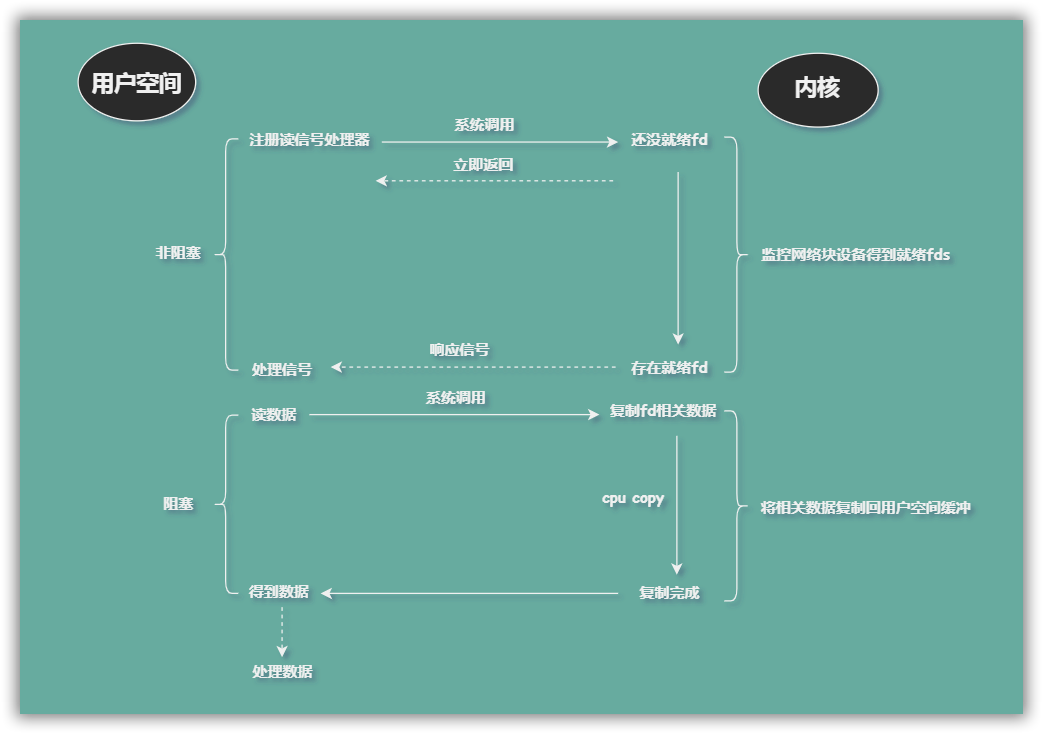 用户空间
内核
注册读信号处理器
系统调用
还没就绪fd
立即返回
非阻塞
监控网络块设备得到就绪fds
响应信号
处理信号
存在就绪fd
系统调用
读数据
复制fd相关数据
cpu copy
阻塞
将相关数据复制回用户空间缓冲
得到数据
复制完成
处理数据